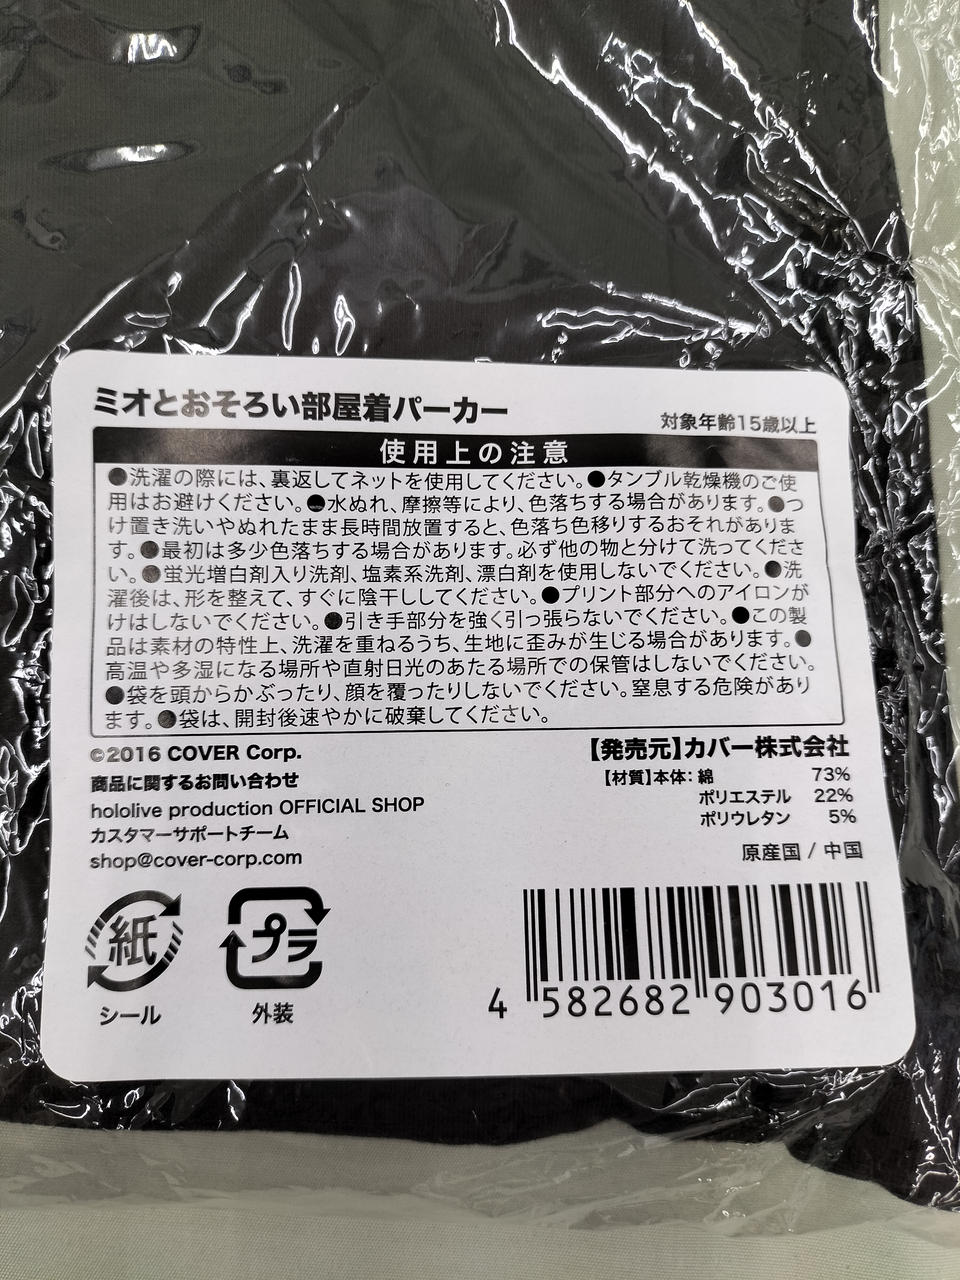 ミオとおそろい部屋着パーカー
対象年齢15歳以上
使用上の注意
●洗濯の際には、裏返してネットを使用してください。●タンブル乾燥機のご使
用はお避けください。●水ぬれ、摩擦等により、色落ちする場合があります。●つ
け置き洗いやぬれたまま長時間放置すると、色落ち色移りするおそれがありま
す。●最初は多少色落ちする場合があります。必ず他の物と分けて洗ってくださ
い。●蛍光増白剤入り洗剤、塩素系洗剤、漂白剤を使用しないでください。●洗
濯後は、形を整えて、すぐに陰干ししてください。●プリント部分へのアイロンが
けはしないでください。●引き手部分を強く引っ張らないでください。●この製
品は素材の特性上、洗濯を重ねるうち、生地に歪みが生じる場合があります。●
高温や多湿になる場所や直射日光のあたる場所での保管はしないでください。
●袋を頭からかぶったり、顔を覆ったりしないでください。窒息する危険があり
ます。●袋は、開封後速やかに破棄してください。
©2016 COVER Corp.
商品に関するお問い合わせ
hololive production OFFICIAL SHOP
カスタマーサポートチーム
shop@cover-corp.com
【発売元】カバー株式会社
【材質】本体:綿 73%
ポリエステル 22%
ポリウレタン 5%
原産国 / 中国
紙
シール
プラ
外装
4 582682 903016